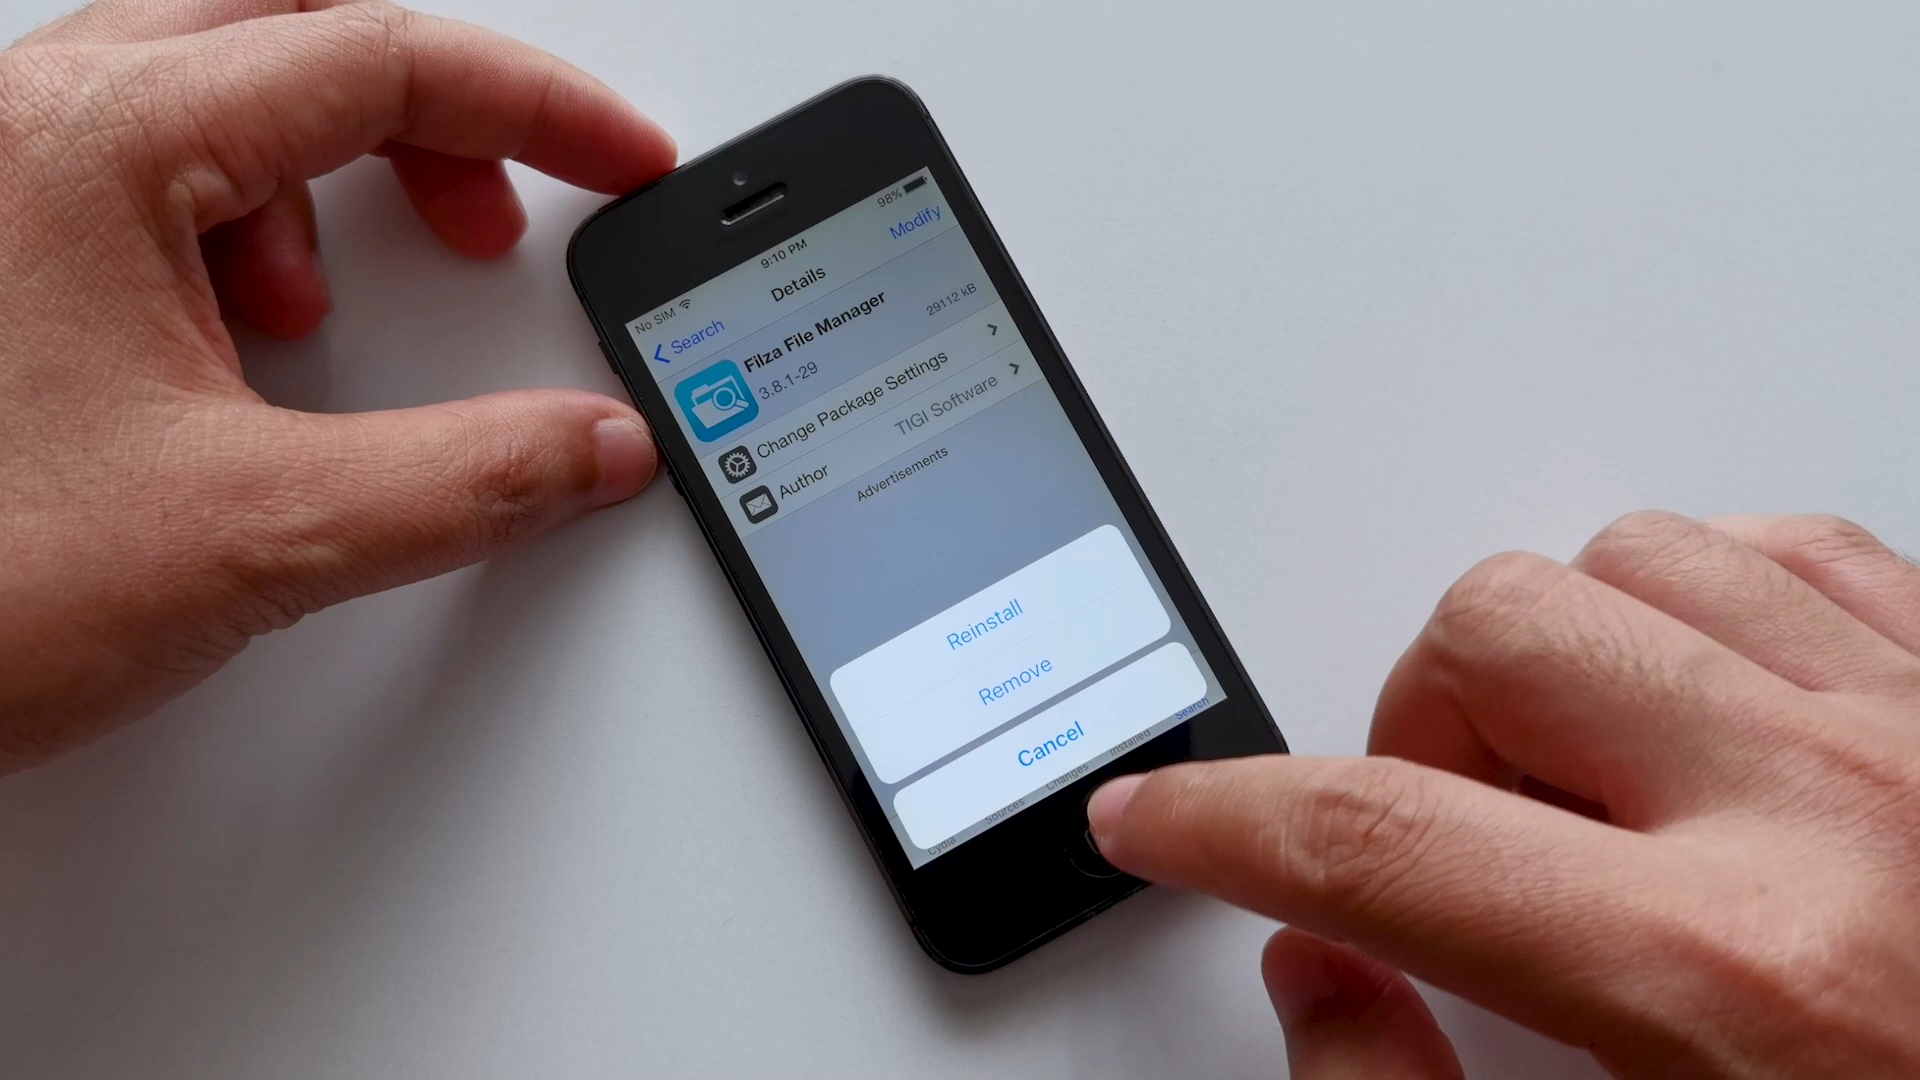 No SIM 9:10 PM 98%
Search Details Modify
Filza File Manager
3.8.1-29 29112 kB
Change Package Settings
Author TIGI Software
Advertisements
Reinstall
Remove
Cancel
Cydia Sources Changes Installed Search